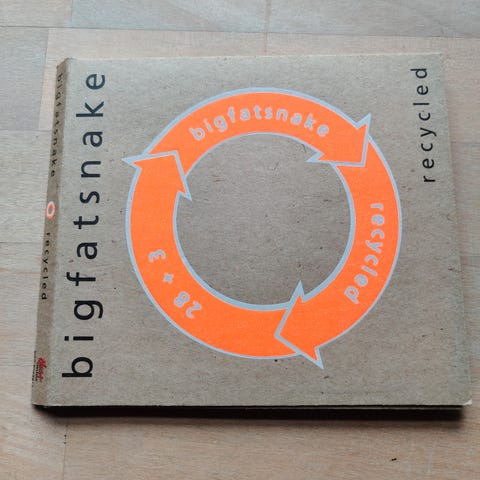 bigfatsnake
recycled
bigfatsnake
recycled
28 + 3
bigfatsnake
recycled